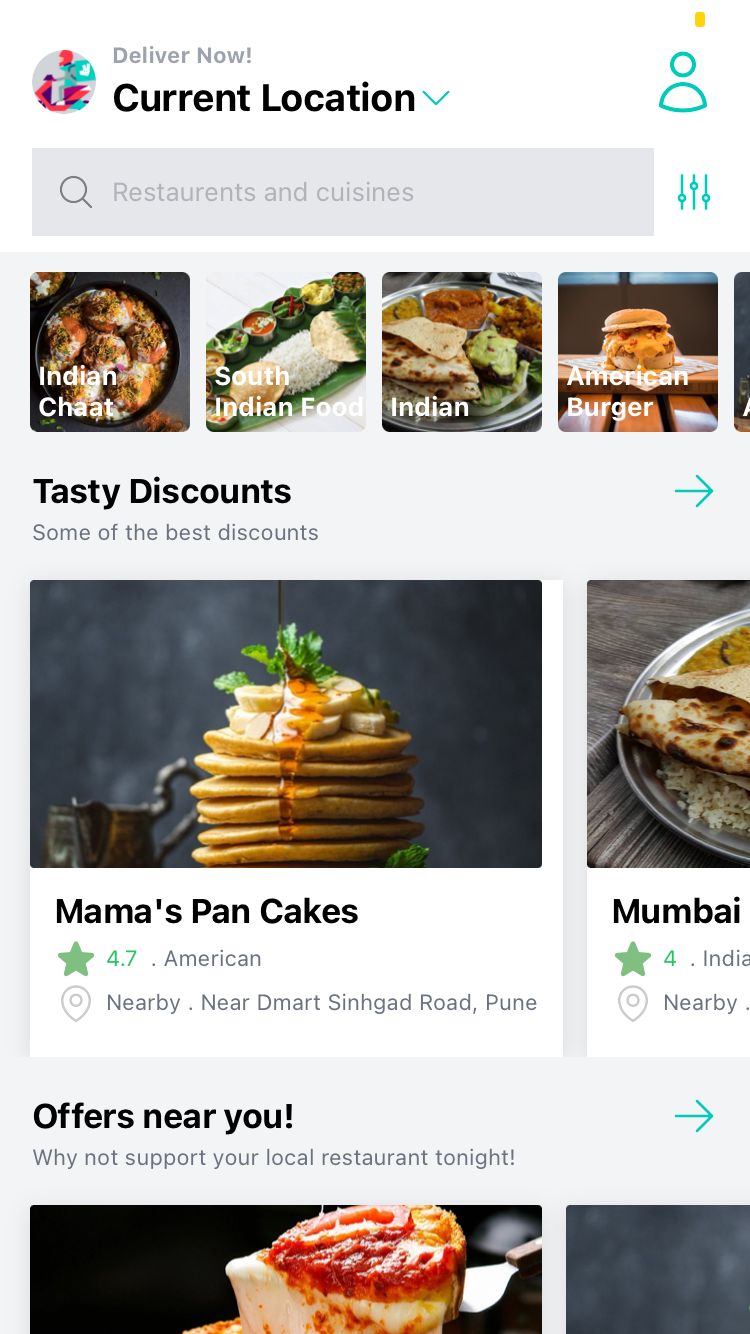 Deliver Now!
Current Location
Restaurents and cuisines
Indian
Chaat
South
Indian Food
Indian
American
Burger
Tasty Discounts
Some of the best discounts
Mama's Pan Cakes
4.7 . American
Nearby . Near Dmart Sinhgad Road, Pune
Mumbai
4 . India
Nearby .
Offers near you!
Why not support your local restaurant tonight!